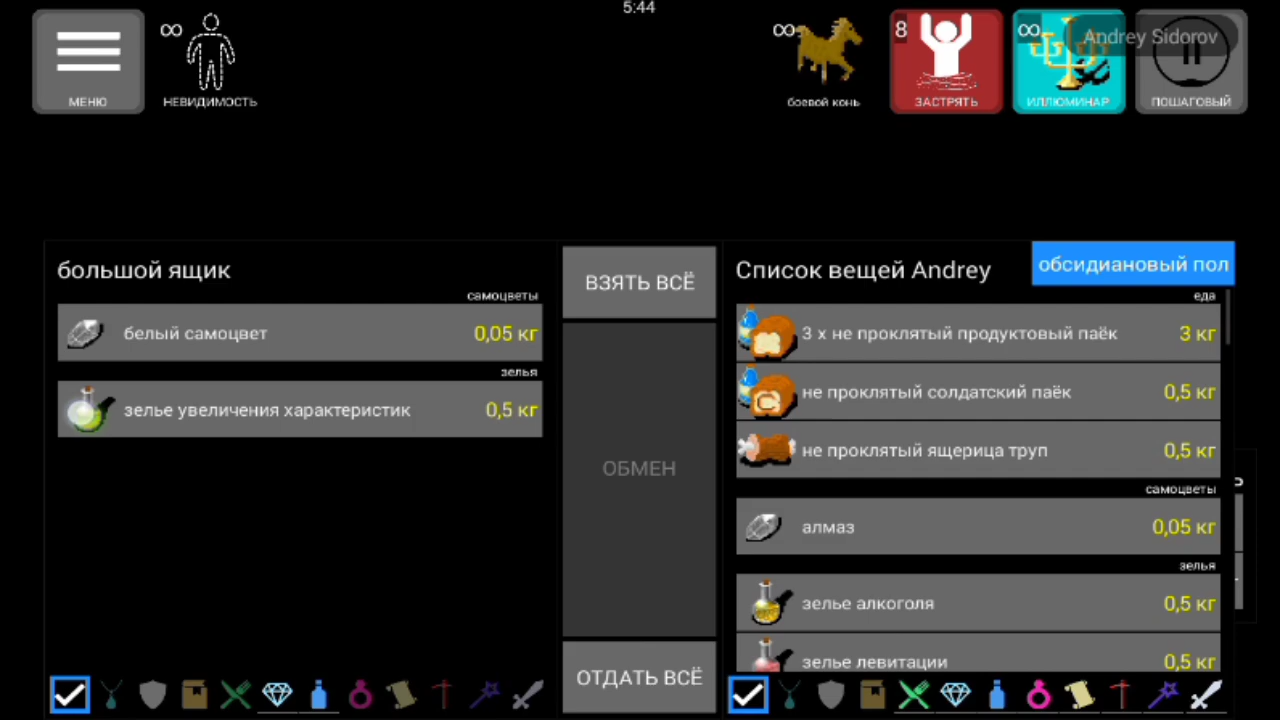 5:44
МЕНЮ
∞ НЕВИДИМОСТЬ
∞ боевой конь
8 ЗАСТРЯТЬ
∞ ИЛЛЮМИНАР
ПОШАГОВЫЙ
Andrey Sidorov
большой ящик
самоцветы
белый самоцвет 0,05 кг
зелья
зелье увеличения характеристик 0,5 кг
ВЗЯТЬ ВСЁ
ОБМЕН
ОТДАТЬ ВСЁ
Список вещей Andrey
обсидиановый пол
еда
3 x не проклятый продуктовый паёк 3 кг
не проклятый солдатский паёк 0,5 кг
не проклятый ящерица труп 0,5 кг
самоцветы
алмаз 0,05 кг
зелья
зелье алкоголя 0,5 кг
зелье левитации 0,5 кг